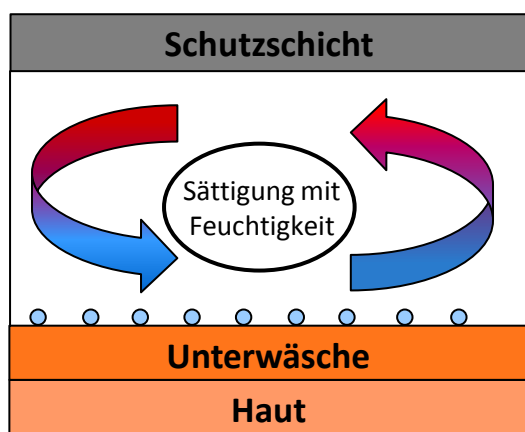 Schutzschicht
Sättigung mit
Feuchtigkeit
Unterwäsche
Haut